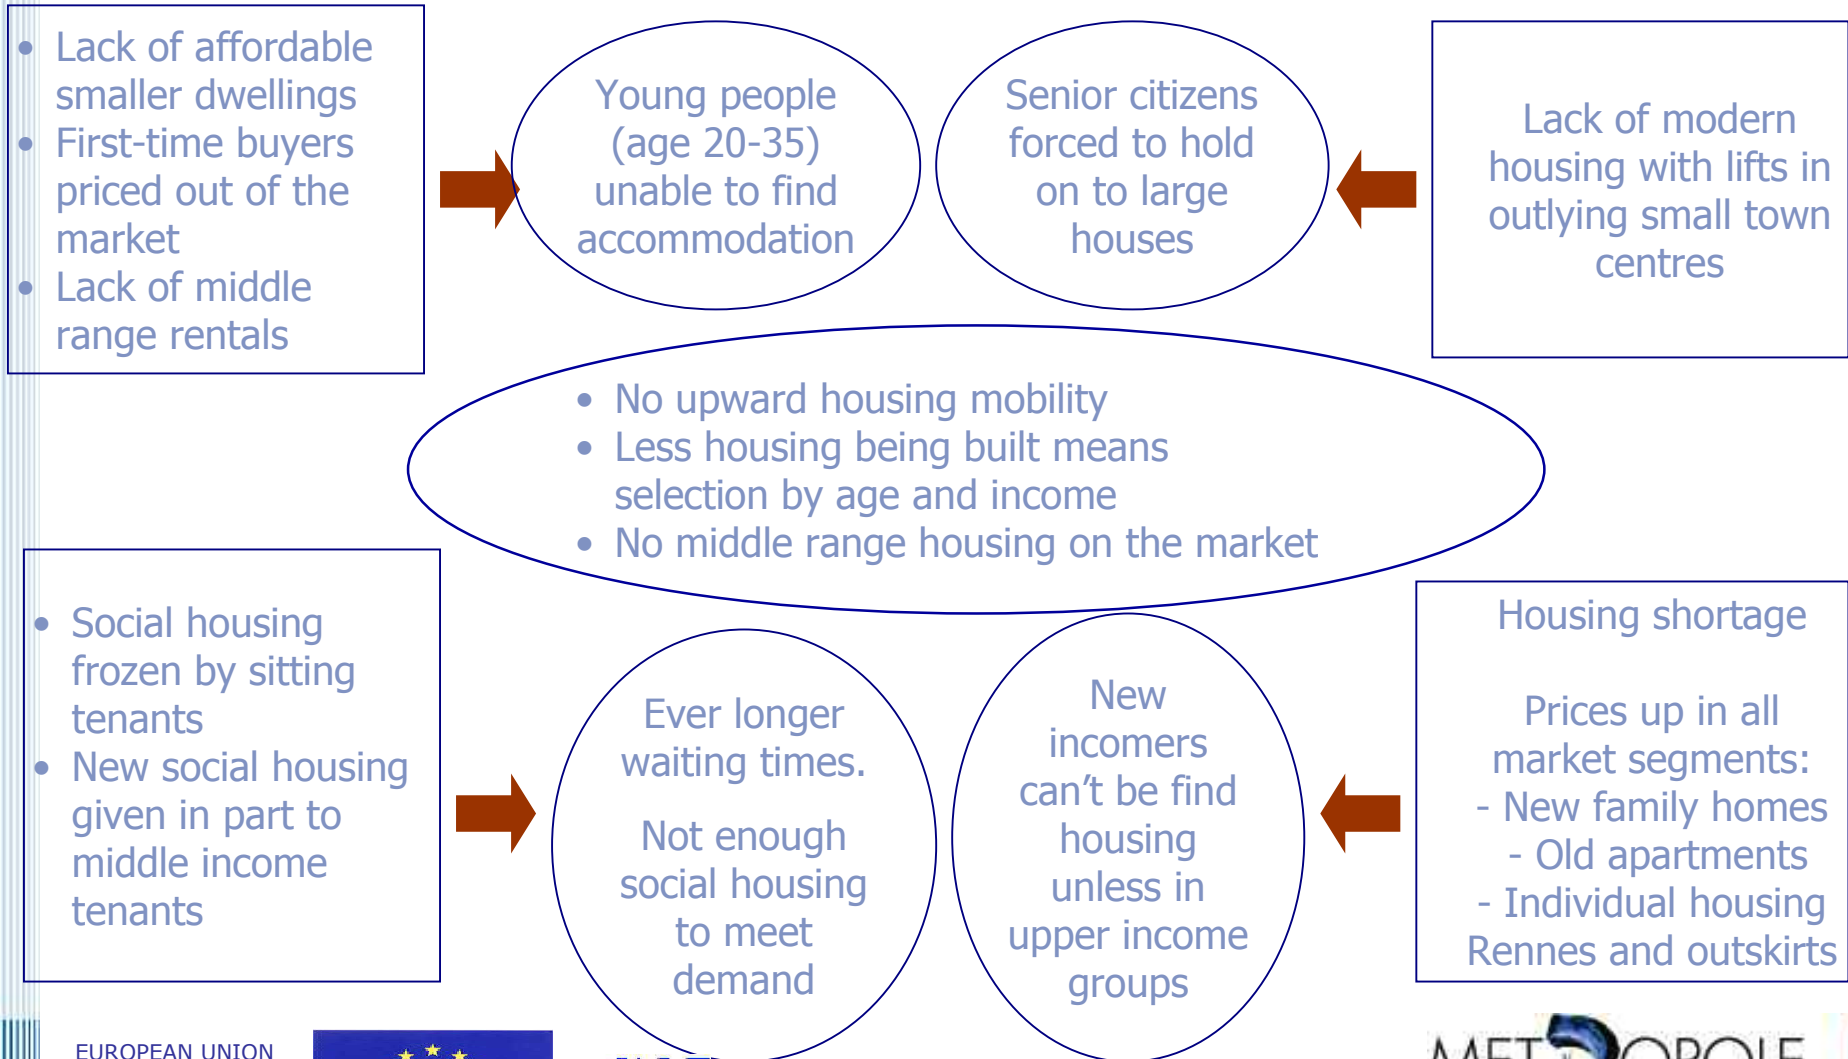 • Lack of affordable
smaller dwellings
• First-time buyers
priced out of the
market
• Lack of middle
range rentals
Young people
(age 20-35)
unable to find
accommodation
Senior citizens
forced to hold
on to large
houses
Lack of modern
housing with lifts in
outlying small town
centres
• No upward housing mobility
• Less housing being built means
selection by age and income
• No middle range housing on the market
• Social housing
frozen by sitting
tenants
• New social housing
given in part to
middle income
tenants
Ever longer
waiting times.
Not enough
social housing
to meet
demand
New
incomers
can't be find
housing
unless in
upper income
groups
Housing shortage
Prices up in all
market segments:
- New family homes
- Old apartments
- Individual housing
Rennes and outskirts
EUROPEAN UNION